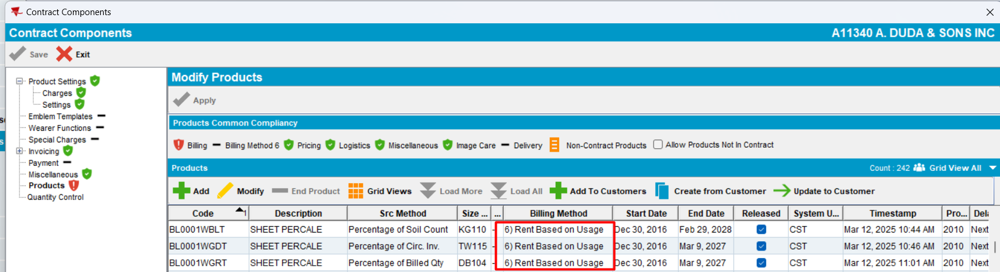 Contract Components
Contract Components
A11340 A. DUDA & SONS INC
Save Exit
Product Settings
Charges
Settings
Emblem Templates
Wearer Functions
Special Charges
Invoicing
Payment
Miscellaneous
Products
Quantity Control
Modify Products
Apply
Products Common Compliancy
Billing Billing Method 6 Pricing Logistics Miscellaneous Image Care Delivery Non-Contract Products Allow Products Not In Contract
Products Count : 242 Grid View All
Add Modify End Product Grid Views Load More Load All Add To Customers Create from Customer Update to Customer
Code 1 Description Src Method Size ... ... Billing Method Start Date End Date Released System U... Timestamp Pro... Dela
BL0001WBLT SHEET PERCALE Percentage of Soil Count KG110 - 6) Rent Based on Usage Dec 30, 2016 Feb 29, 2028 CST Mar 12, 2025 10:44 AM 2010 Next
BL0001WGDT SHEET PERCALE Percentage of Circ. Inv. TW115 - 6) Rent Based on Usage Dec 30, 2016 Mar 9, 2027 CST Mar 12, 2025 10:46 AM 2010 Next
BL0001WGRT SHEET PERCALE Percentage of Billed Qty DB104 - 6) Rent Based on Usage Dec 30, 2016 Mar 9, 2027 CST Mar 12, 2025 11:01 AM 2010 Next